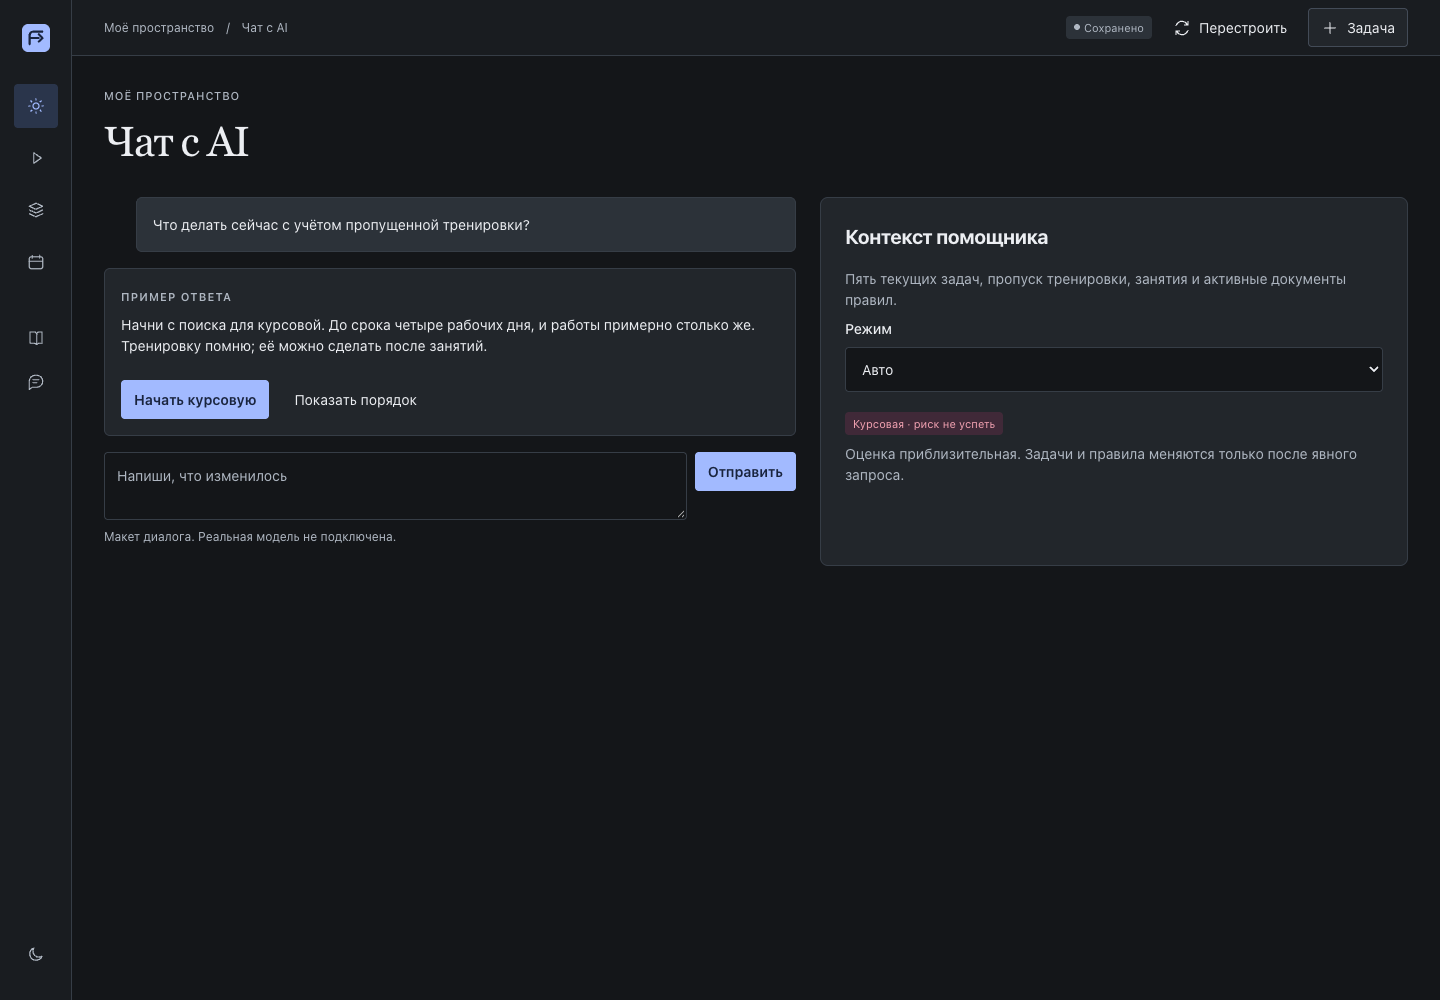 Моё пространство / Чат с AI
Сохранено
Перестроить
Задача
МОЁ ПРОСТРАНСТВО
Чат с AI
Что делать сейчас с учётом пропущенной тренировки?
ПРИМЕР ОТВЕТА
Начни с поиска для курсовой. До срока четыре рабочих дня, и работы примерно столько же.
Тренировку помню; её можно сделать после занятий.
Начать курсовую
Показать порядок
Напиши, что изменилось
Отправить
Макет диалога. Реальная модель не подключена.
Контекст помощника
Пять текущих задач, пропуск тренировки, занятия и активные документы
правил.
Режим
Авто
Курсовая · риск не успеть
Оценка приблизительная. Задачи и правила меняются только после явного
запроса.